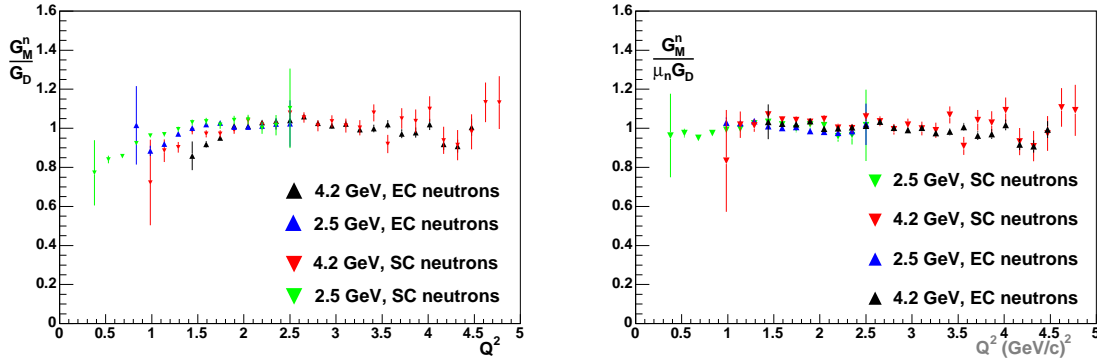 1.6
1.4
1.2
1
0.8
0.6
0.4
0.2
0
G_M^n
G_D
4.2 GeV, EC neutrons
2.5 GeV, EC neutrons
4.2 GeV, SC neutrons
2.5 GeV, SC neutrons
0 0.5 1 1.5 2 2.5 3 3.5 4 4.5 5
Q^2
1.6
1.4
1.2
1
0.8
0.6
0.4
0.2
0
G_M^n
μ_n G_D
2.5 GeV, SC neutrons
4.2 GeV, SC neutrons
2.5 GeV, EC neutrons
4.2 GeV, EC neutrons
0 0.5 1 1.5 2 2.5 3 3.5 4 4.5 5
Q^2 (GeV/c)^2